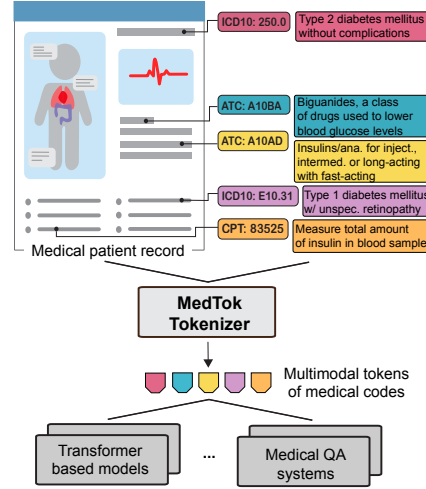 ICD10: 250.0
Type 2 diabetes mellitus
without complications
ATC: A10BA
Biguanides, a class
of drugs used to lower
blood glucose levels
ATC: A10AD
Insulins/ana. for inject.,
intermed. or long-acting
with fast-acting
ICD10: E10.31
Type 1 diabetes mellitus
w/ unspec. retinopathy
CPT: 83525
Measure total amount
of insulin in blood sample
Medical patient record
MedTok
Tokenizer
Multimodal tokens
of medical codes
Transformer
based models
...
Medical QA
systems